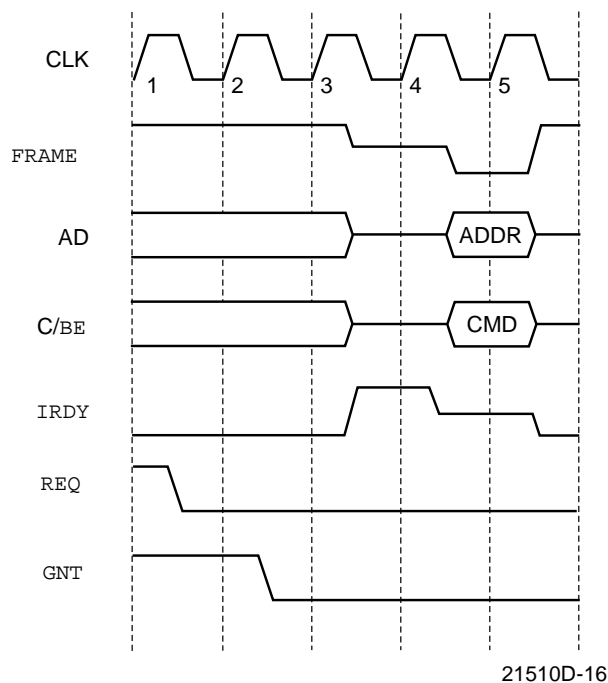 CLK
1 2 3 4 5
FRAME
AD
ADDR
C/BE
CMD
IRDY
REQ
GNT
21510D-16